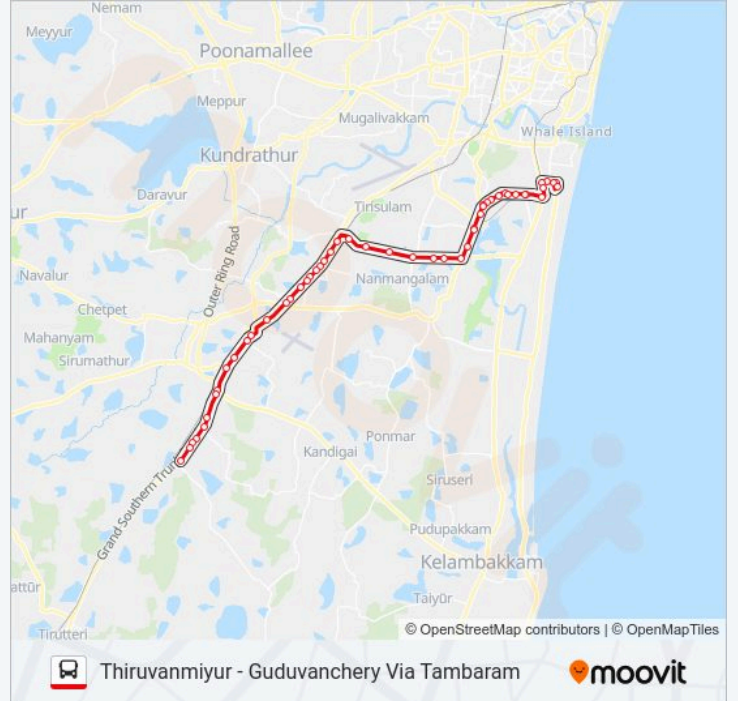 Nemam
Meyyur
Poonamallee
Meppur
Mugalivakkam
Whale Island
Kundrathur
Daravur
ur
Tirisulam
Outer Ring Road
Navalur
Nanmangalam
Chetpet
Mahanyam
Sirumathur
Ponmar
Kandigai
Siruseri
Grand Southern Trunk
Pudupakkam
Kelambakkam
attūr
Taiyūr
Tirutteri
© OpenStreetMap contributors | © OpenMapTiles
Thiruvanmiyur - Guduvanchery Via Tambaram
moovit